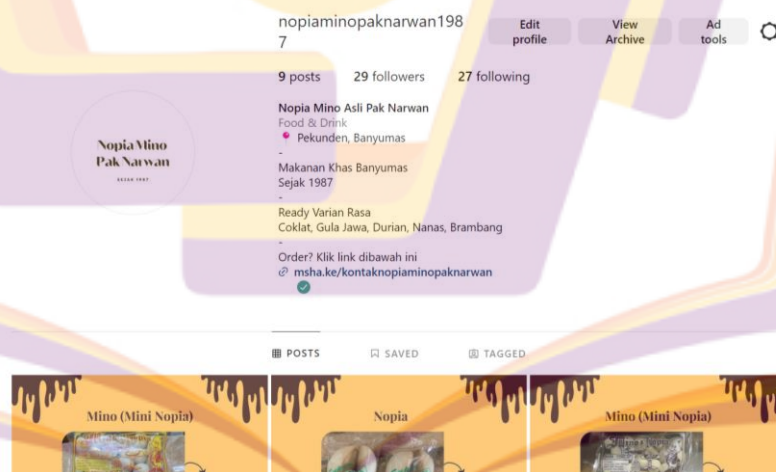 nopiaminopaknarwan198
7
Edit
profile
View
Archive
Ad
tools
9 posts 29 followers 27 following
Nopia Mino Asli Pak Narwan
Food & Drink
Pekunden, Banyumas
-
Makanan Khas Banyumas
Sejak 1987
-
Ready Varian Rasa
Coklat, Gula Jawa, Durian, Nanas, Brambang
-
Order? Klik link dibawah ini
msha.ke/kontaknopiaminopaknarwan
Nopia Mino
Pak Narwan
SEJAK 1987
POSTS SAVED TAGGED
Mino (Mini Nopia)
Nopia
Mino (Mini Nopia)